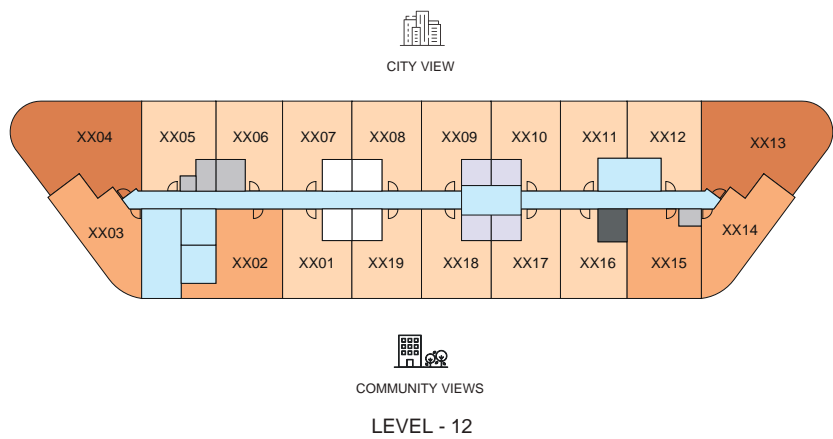 CITY VIEW
XX04
XX05
XX06
XX07
XX08
XX09
XX10
XX11
XX12
XX13
XX03
XX02
XX01
XX19
XX18
XX17
XX16
XX15
XX14
COMMUNITY VIEWS
LEVEL - 12